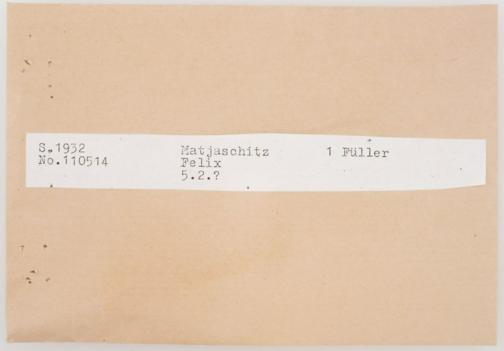 S.1932 Matjaschitz 1 Füller
No.110514 Felix
5.2.?